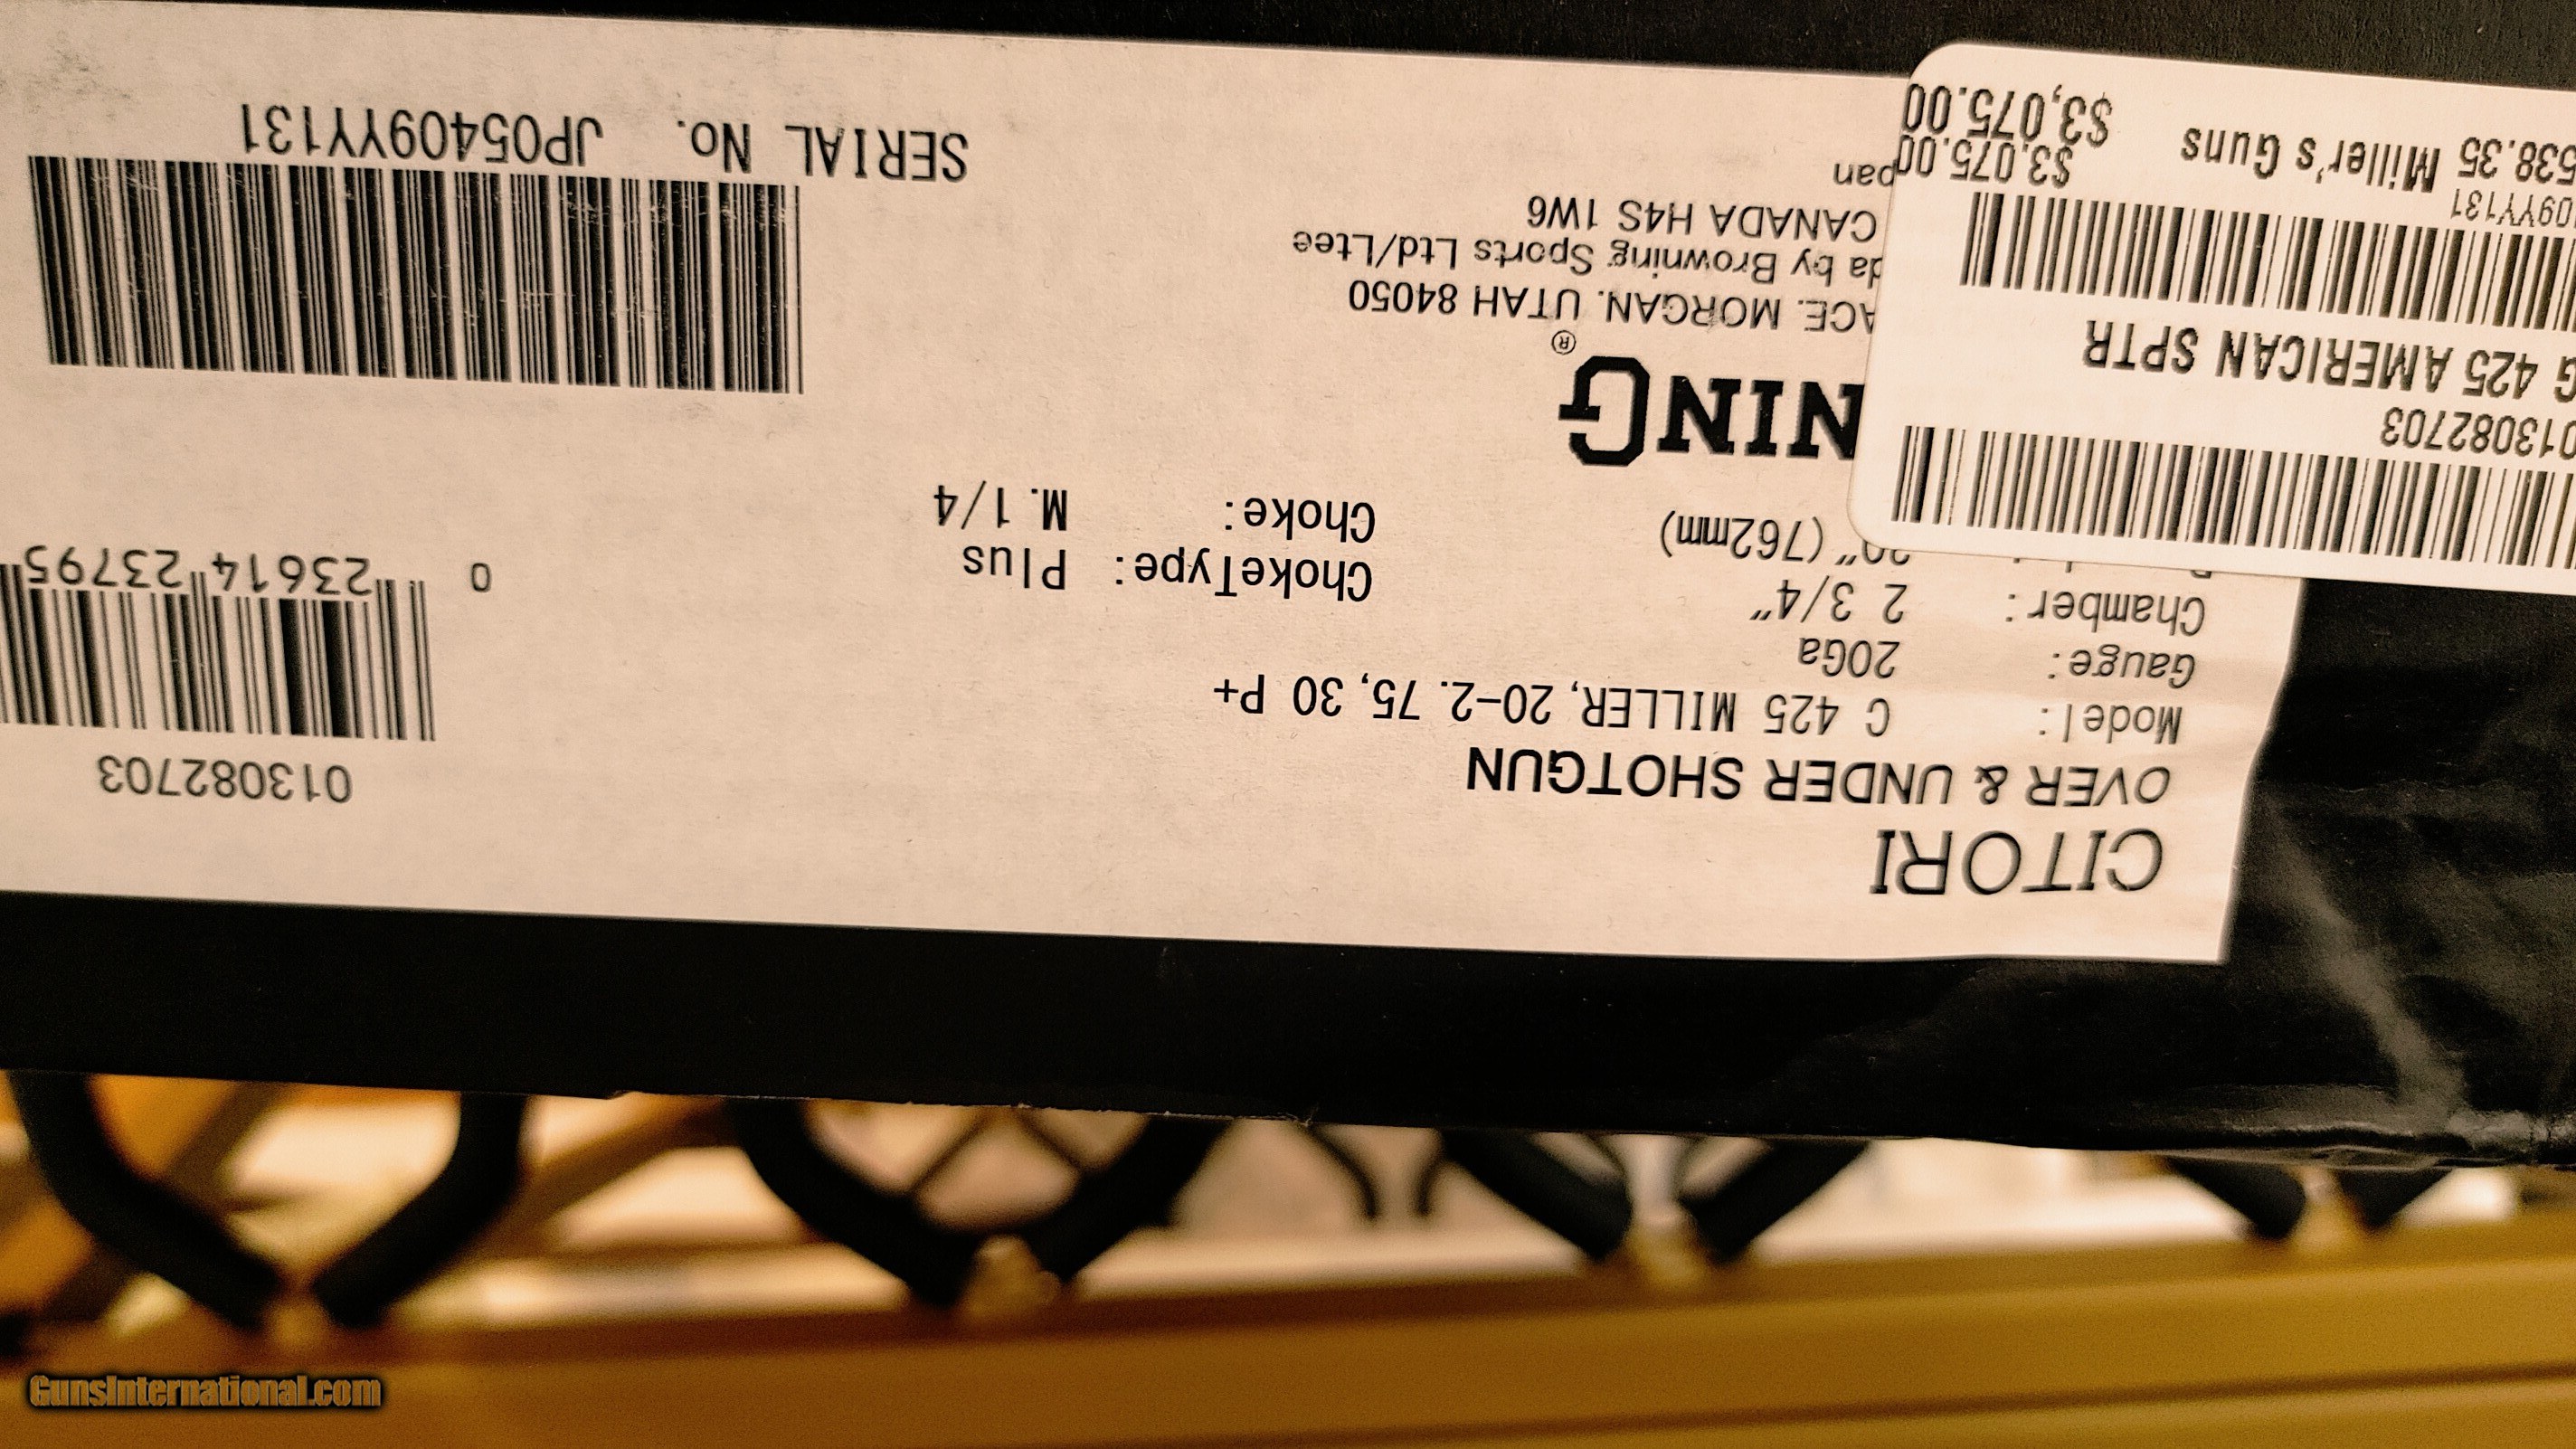 CITORI
OVER & UNDER SHOTGUN
Model: C 425 MILLER, 20-2.75, 30 P+
Gauge: 20Ga
Chamber: 2 3/4"
30" (762mm)
ChokeType: Plus
Choke: M.1/4
013082703
0 23614 23795
NING®
ACE. MORGAN. UTAH 84050
da by Browning Sports Ltd/Ltee
CANADA H4S 1W6
pan
SERIAL No. JP05409YY131
013082703
G 425 AMERICAN SPTR
09YY131
$3,075.00
538.35 Miller's Guns
$3,075.00
GunsInternational.com